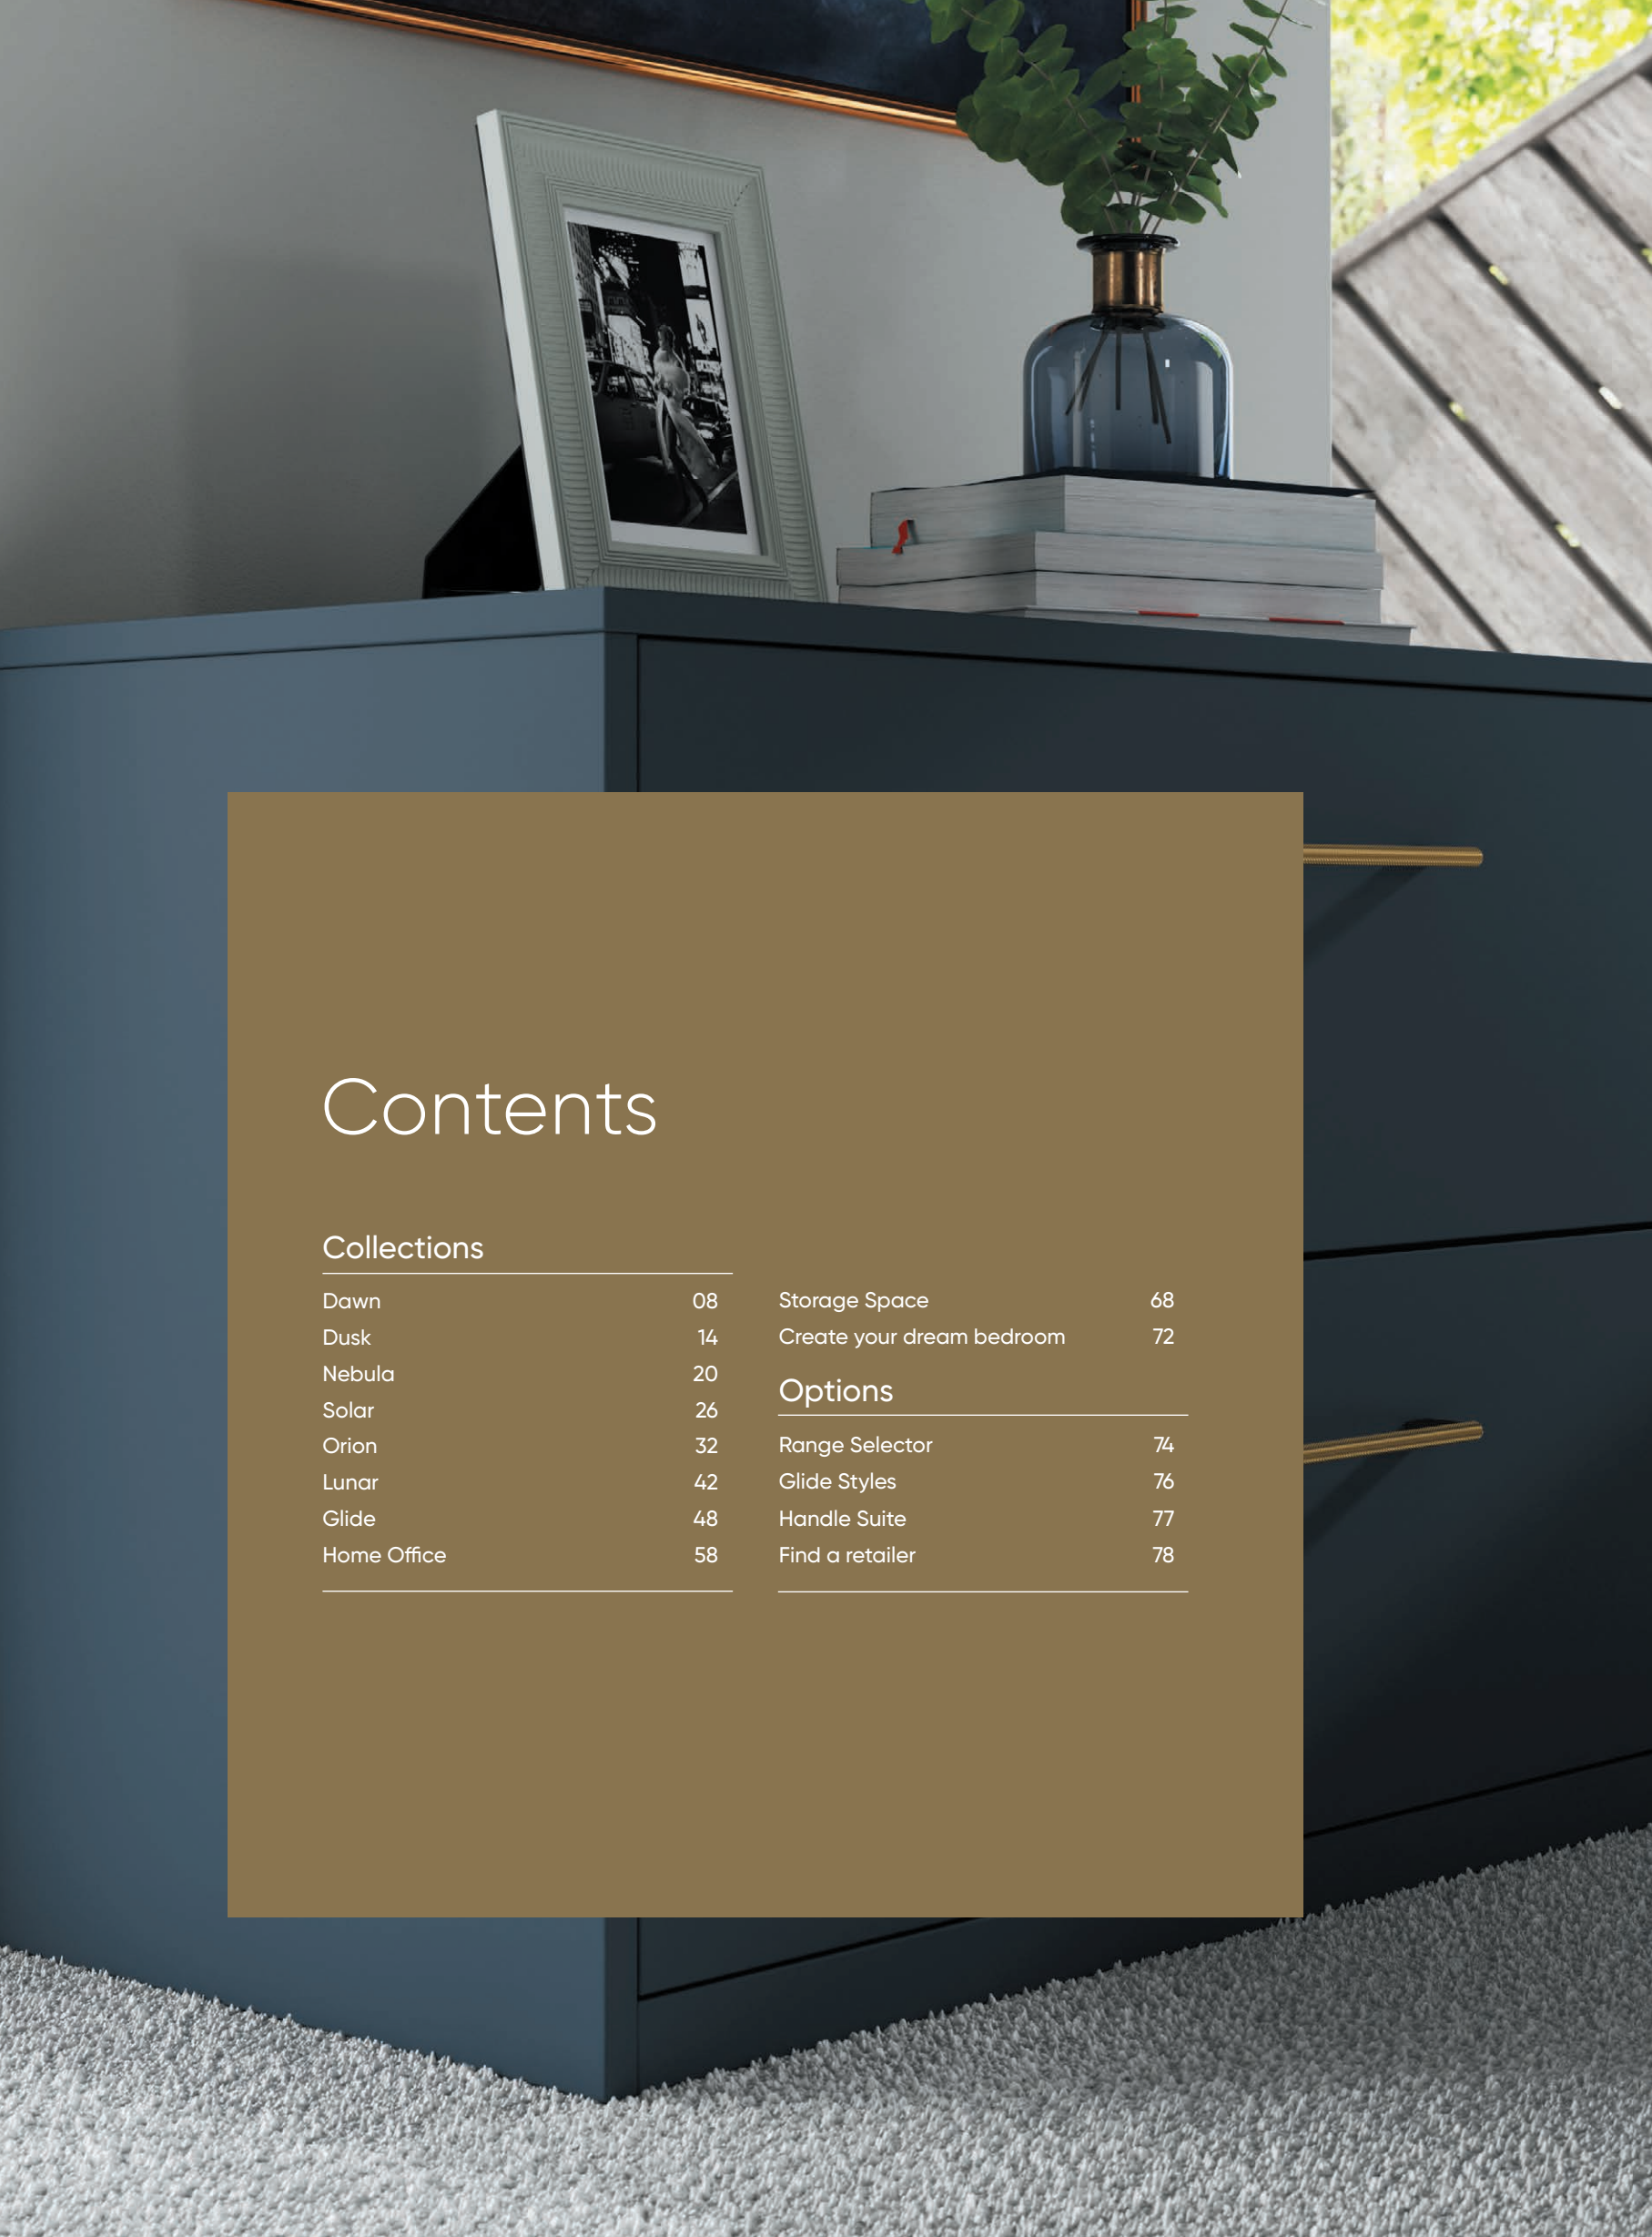 Contents
Collections
Dawn 08
Dusk 14
Nebula 20
Solar 26
Orion 32
Lunar 42
Glide 48
Home Office 58
Storage Space 68
Create your dream bedroom 72
Options
Range Selector 74
Glide Styles 76
Handle Suite 77
Find a retailer 78